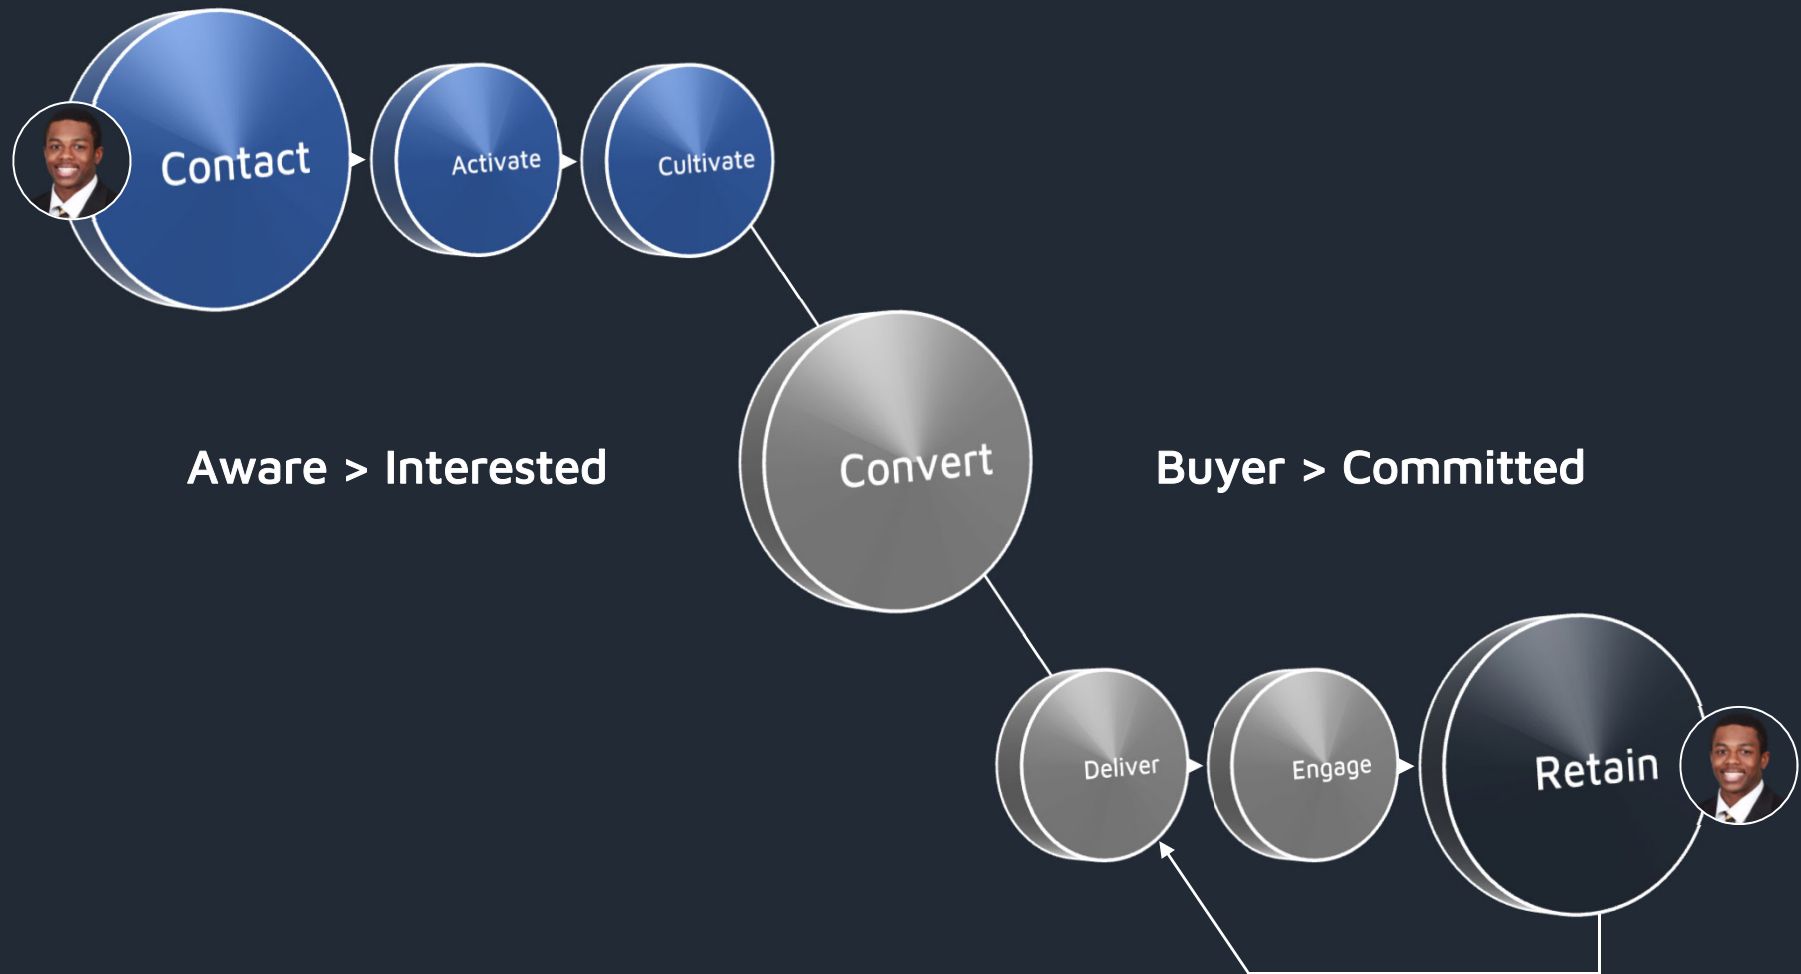 Contact
Activate
Cultivate
Convert
Aware > Interested
Buyer > Committed
Deliver
Engage
Retain